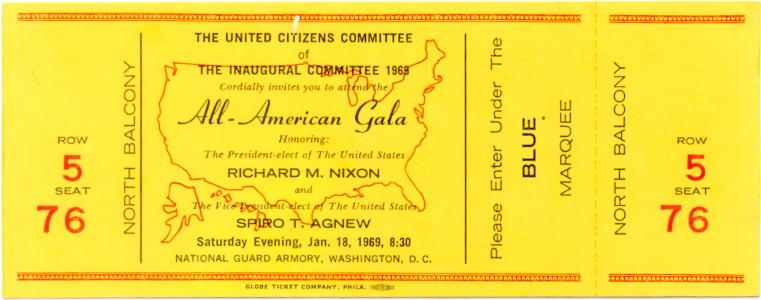 ROW
5
SEAT
76
NORTH BALCONY
THE UNITED CITIZENS COMMITTEE
of
THE INAUGURAL COMMITTEE 1969
Cordially invites you to attend the
All-American Gala
Honoring:
The President-elect of The United States
RICHARD M. NIXON
and
The Vice President-elect of The United States
SPIRO T. AGNEW
Saturday Evening, Jan. 18, 1969, 8:30
NATIONAL GUARD ARMORY, WASHINGTON, D. C.
Please Enter Under The
BLUE
MARQUEE
NORTH BALCONY
ROW
5
SEAT
76
GLOBE TICKET COMPANY, PHILA.